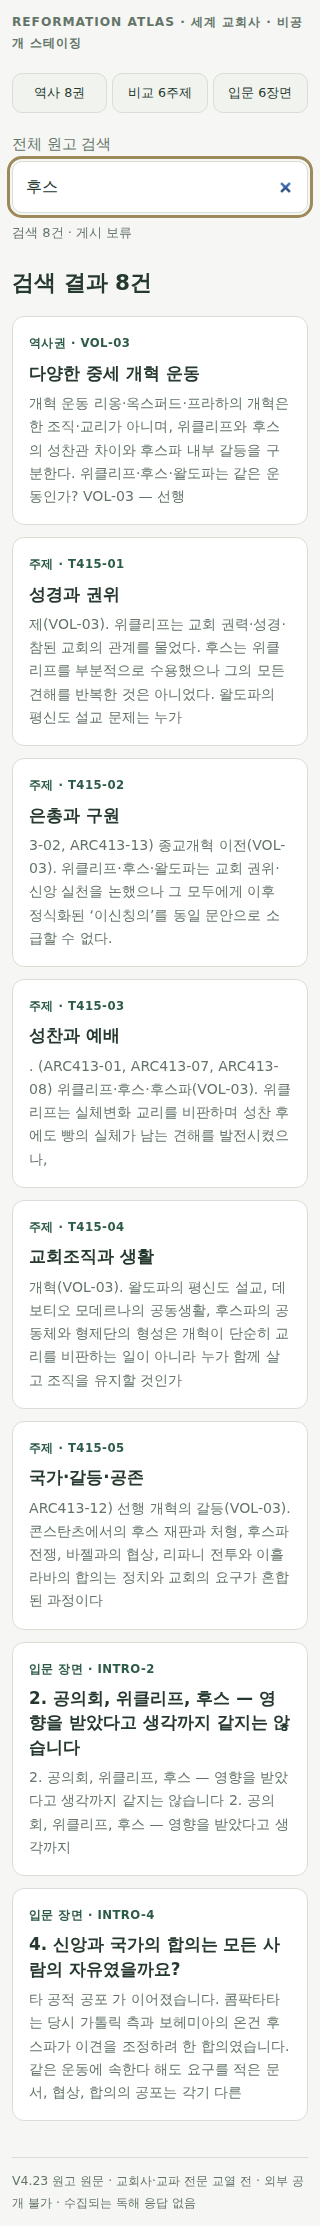 REFORMATION ATLAS · 세계 교회사 · 비공
개 스테이징
역사 8권
비교 6주제
입문 6장면
전체 원고 검색
후스
×
검색 8건 · 게시 보류
검색 결과 8건
역사권 · VOL-03
다양한 중세 개혁 운동
개혁 운동 리옹·옥스퍼드·프라하의 개혁은
한 조직·교리가 아니며, 위클리프와 후스
의 성찬관 차이와 후스파 내부 갈등을 구
분한다. 위클리프·후스·왈도파는 같은 운
동인가? VOL-03 — 선행
주제 · T415-01
성경과 권위
제(VOL-03). 위클리프는 교회 권력·성경·
참된 교회의 관계를 물었다. 후스는 위클
리프를 부분적으로 수용했으나 그의 모든
견해를 반복한 것은 아니었다. 왈도파의
평신도 설교 문제는 누가
주제 · T415-02
은총과 구원
3-02, ARC413-13) 종교개혁 이전(VOL-
03). 위클리프·후스·왈도파는 교회 권위·
신앙 실천을 논했으나 그 모두에게 이후
정식화된 ‘이신칭의’를 동일 문안으로 소
급할 수 없다.
주제 · T415-03
성찬과 예배
. (ARC413-01, ARC413-07, ARC413-
08) 위클리프·후스·후스파(VOL-03). 위클
리프는 실체변화 교리를 비판하며 성찬 후
에도 빵의 실체가 남는 견해를 발전시켰으
나,
주제 · T415-04
교회조직과 생활
개혁(VOL-03). 왈도파의 평신도 설교, 데
보티오 모데르나의 공동생활, 후스파의 공
동체와 형제단의 형성은 개혁이 단순히 교
리를 비판하는 일이 아니라 누가 함께 살
고 조직을 유지할 것인가
주제 · T415-05
국가·갈등·공존
ARC413-12) 선행 개혁의 갈등(VOL-03).
콘스탄츠에서의 후스 재판과 처형, 후스파
전쟁, 바젤과의 협상, 리파니 전투와 이흘
라바의 합의는 정치와 교회의 요구가 혼합
된 과정이다
입문 장면 · INTRO-2
2. 공의회, 위클리프, 후스 — 영
향을 받았다고 생각까지 같지는 않
습니다
2. 공의회, 위클리프, 후스 — 영향을 받았
다고 생각까지 같지는 않습니다 2. 공의
회, 위클리프, 후스 — 영향을 받았다고 생
각까지
입문 장면 · INTRO-4
4. 신앙과 국가의 합의는 모든 사
람의 자유였을까요?
타 공적 공포 가 이어졌습니다. 콤팍타타
는 당시 가톨릭 측과 보헤미아의 온건 후
스파가 이견을 조정하려 한 합의였습니다.
같은 운동에 속한다 해도 요구를 적은 문
서, 협상, 합의의 공포는 각기 다른
V4.23 원고 원문 · 교회사·교파 전문 교열 전 · 외부 공
개 불가 · 수집되는 독해 응답 없음